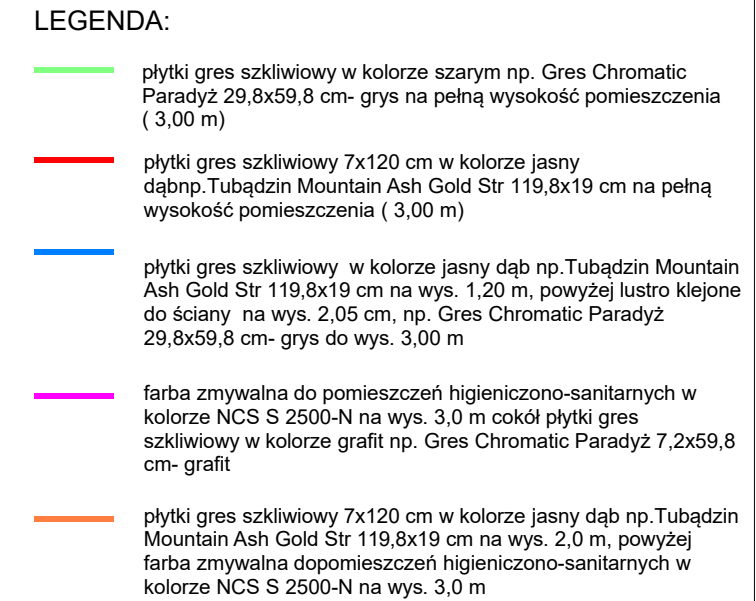 LEGENDA:
płytki gres szkliwiowy w kolorze szarym np. Gres Chromatic
Paradyż 29,8x59,8 cm- grys na pełną wysokość pomieszczenia
( 3,00 m)
płytki gres szkliwiowy 7x120 cm w kolorze jasny
dąbnp.Tubądzin Mountain Ash Gold Str 119,8x19 cm na pełną
wysokość pomieszczenia ( 3,00 m)
płytki gres szkliwiowy  w kolorze jasny dąb np.Tubądzin Mountain
Ash Gold Str 119,8x19 cm na wys. 1,20 m, powyżej lustro klejone
do ściany  na wys. 2,05 cm, np. Gres Chromatic Paradyż
29,8x59,8 cm- grys do wys. 3,00 m
farba zmywalna do pomieszczeń higieniczono-sanitarnych w
kolorze NCS S 2500-N na wys. 3,0 m cokół płytki gres
szkliwiowy w kolorze grafit np. Gres Chromatic Paradyż 7,2x59,8
cm- grafit
płytki gres szkliwiowy 7x120 cm w kolorze jasny dąb np.Tubądzin
Mountain Ash Gold Str 119,8x19 cm na wys. 2,0 m, powyżej
farba zmywalna dopomieszczeń higieniczono-sanitarnych w
kolorze NCS S 2500-N na wys. 3,0 m